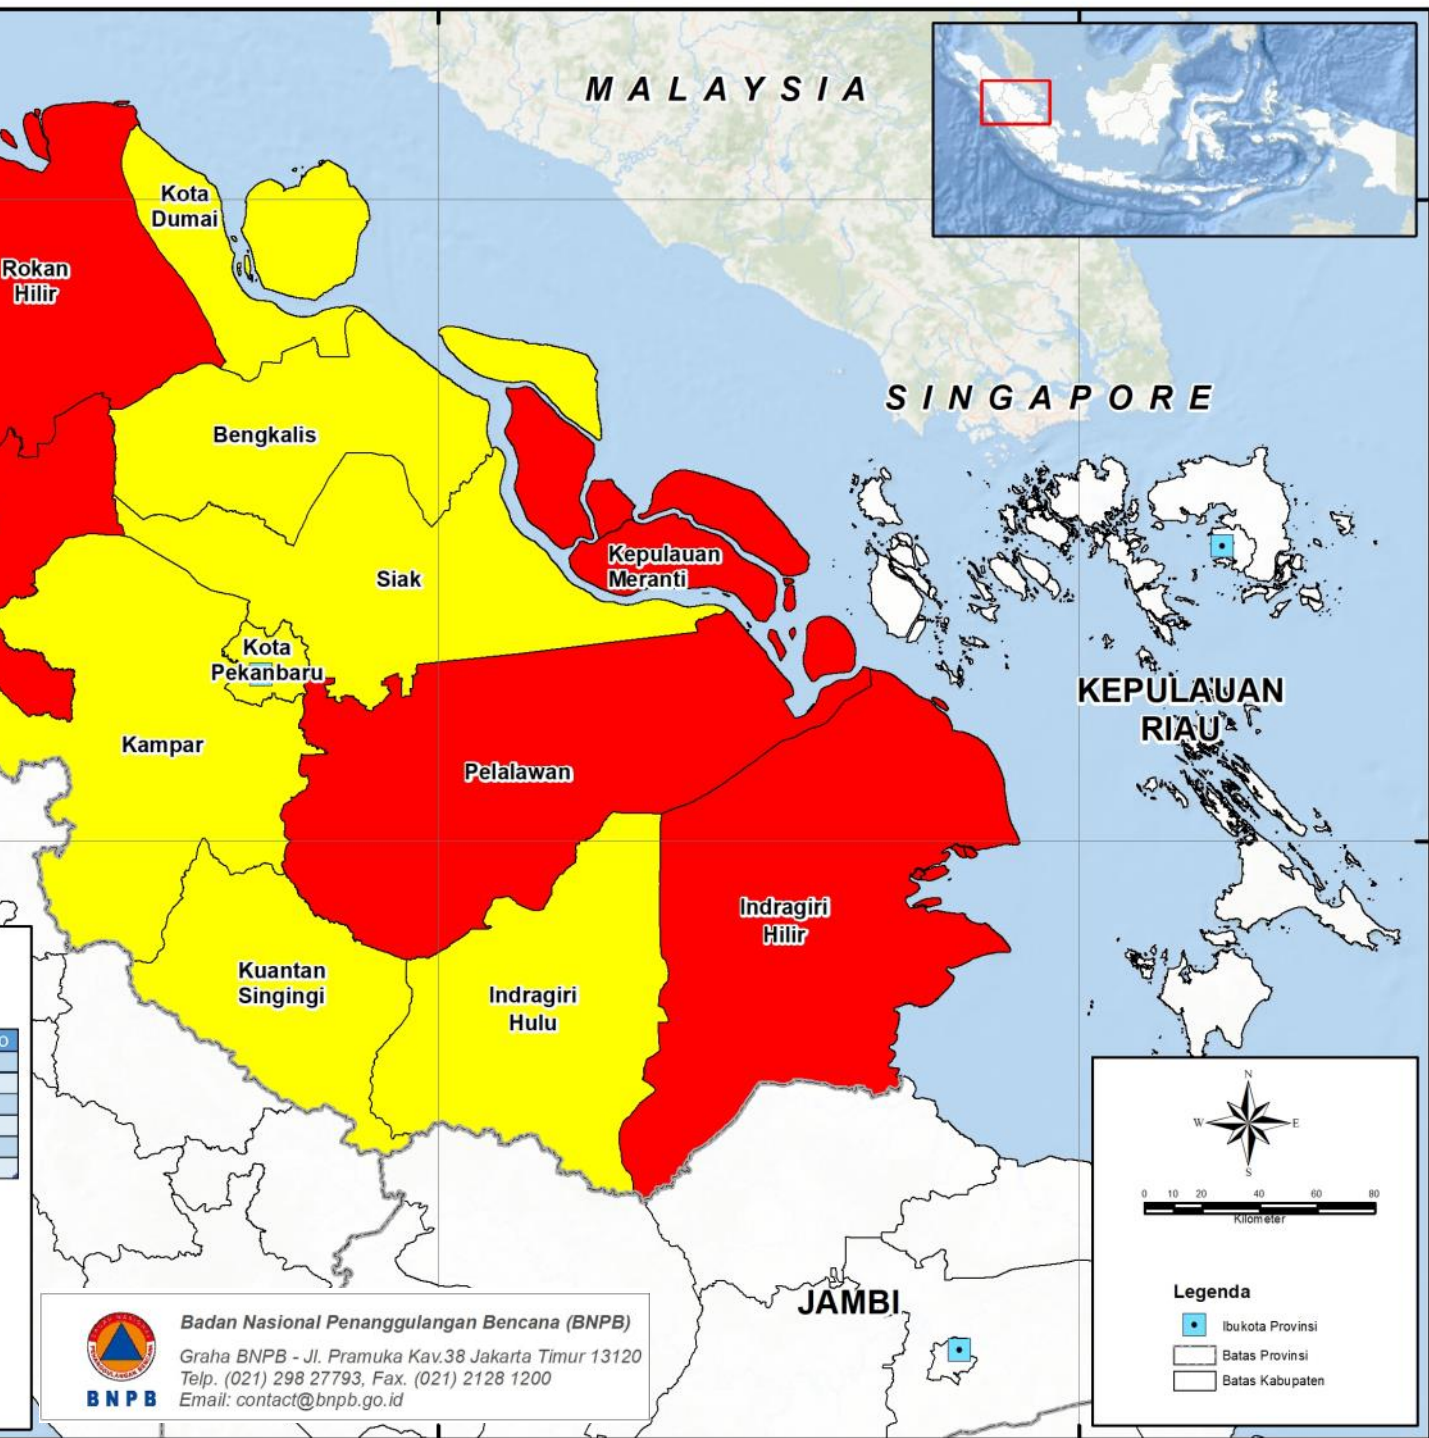 MALAYSIA
Kota
Dumai
Rokan
Hilir
SINGAPORE
Bengkalis
Kepulauan
Meranti
Siak
Kota
Pekanbaru
KEPULAUAN
RIAU
Kampar
Pelalawan
Indragiri
Hilir
Kuantan
Singingi
Indragiri
Hulu
N
W E
S
0 10 20 40 60 80
Kilometer
Legenda
Ibukota Provinsi
Batas Provinsi
Batas Kabupaten
JAMBI
Badan Nasional Penanggulangan Bencana (BNPB)
Graha BNPB - Jl. Pramuka Kav.38 Jakarta Timur 13120
Telp. (021) 298 27793, Fax. (021) 2128 1200
Email: contact@bnpb.go.id
BNPB